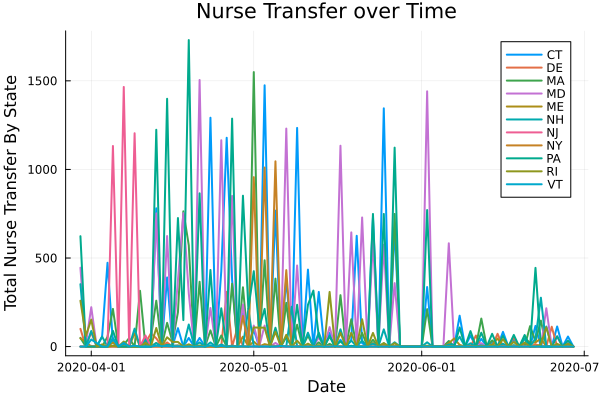 Nurse Transfer over Time
Total Nurse Transfer By State
1500
1000
500
0
2020-04/01
2020-05/01
2020-06/01
2020-07
Date
CT
DE
MA
MD
ME
NH
NJ
NY
PA
RI
VT